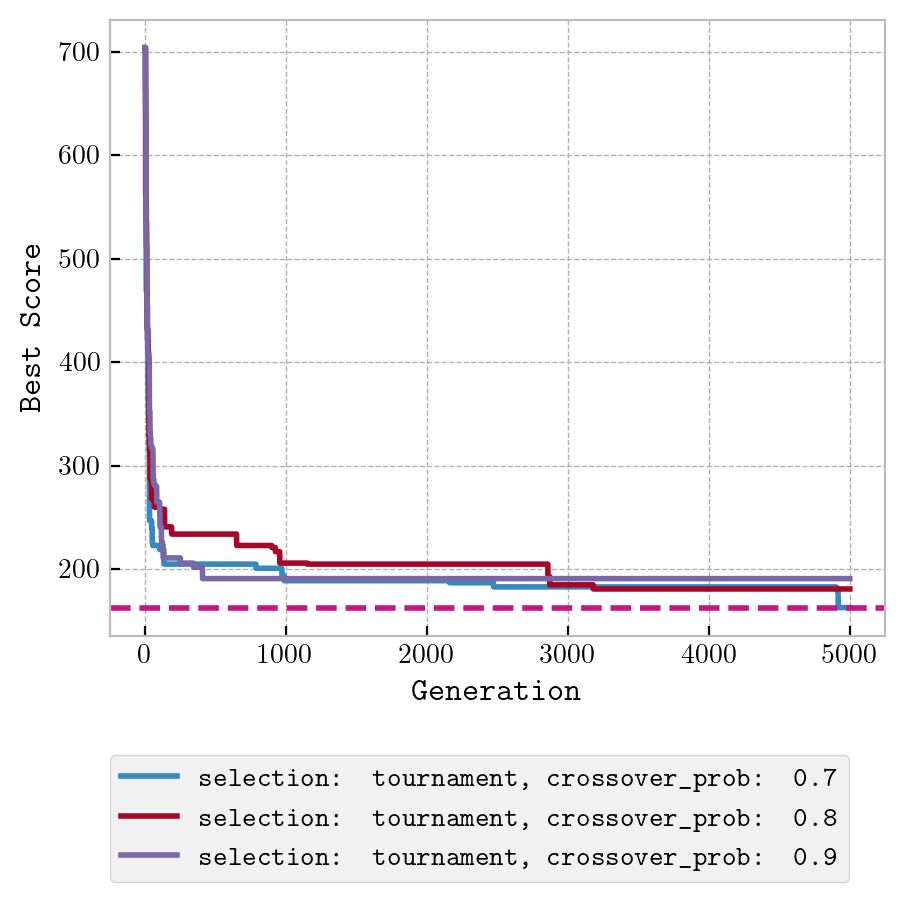 700
600
500
400
300
200
Best Score
0
1000
2000
3000
4000
5000
Generation
selection: tournament, crossover_prob: 0.7
selection: tournament, crossover_prob: 0.8
selection: tournament, crossover_prob: 0.9